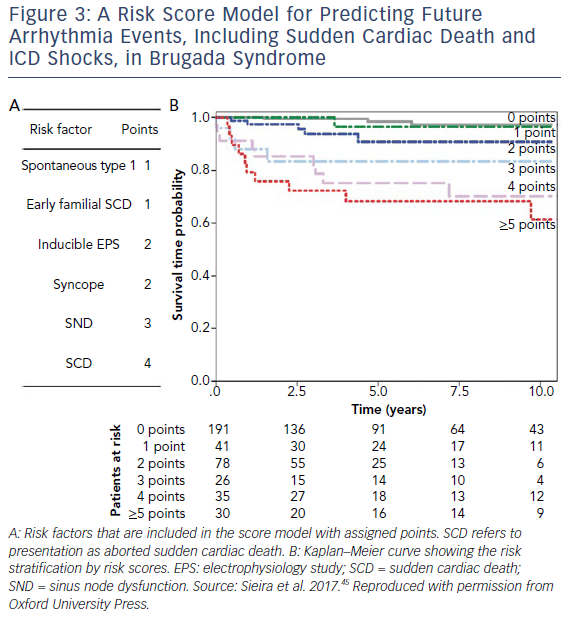 Figure 3: A Risk Score Model for Predicting Future
Arrhythmia Events, Including Sudden Cardiac Death and
ICD Shocks, in Brugada Syndrome
A
Risk factor Points
Spontaneous type 1 1
Early familial SCD 1
Inducible EPS 2
Syncope 2
SND 3
SCD 4
B
Survival time probability
1.0
0.8
0.6
0.4
0.2
0.0
0 points
1 point
2 points
3 points
4 points
≥5 points
.0 2.5 5.0 7.5 10.0
Time (years)
Patients at risk
0 points 191 136 91 64 43
1 point 41 30 24 17 11
2 points 78 55 25 13 6
3 points 26 15 14 10 4
4 points 35 27 18 13 12
≥5 points 30 20 16 14 9
A: Risk factors that are included in the score model with assigned points. SCD refers to
presentation as aborted sudden cardiac death. B: Kaplan–Meier curve showing the risk
stratification by risk scores. EPS: electrophysiology study; SCD = sudden cardiac death;
SND = sinus node dysfunction. Source: Sieira et al. 2017.⁴⁵ Reproduced with permission from
Oxford University Press.